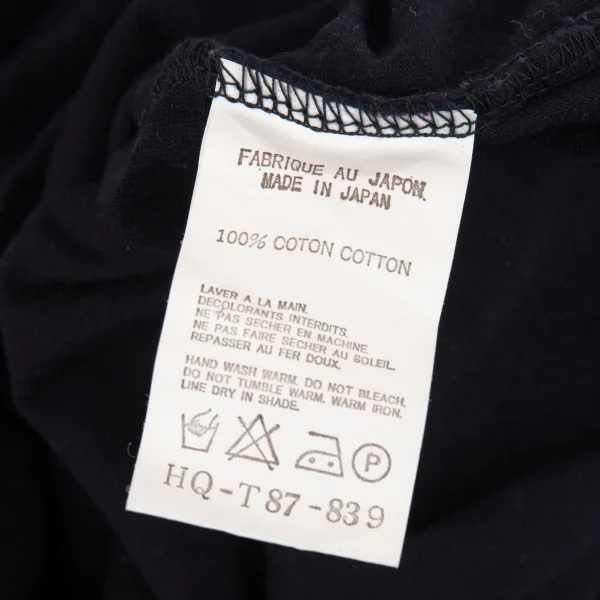 FABRIQUE AU JAPON.
MADE IN JAPAN
100% COTON COTTON
LAVER A LA MAIN.
DECOLORANTS INTERDITS.
NE PAS SECHER EN MACHINE.
NE PAS FAIRE SECHER AU SOLEIL.
REPASSER AU FER DOUX.
HAND WASH WARM. DO NOT BLEACH.
DO NOT TUMBLE WARM. WARM IRON.
LINE DRY IN SHADE.
P
HQ-T87-839